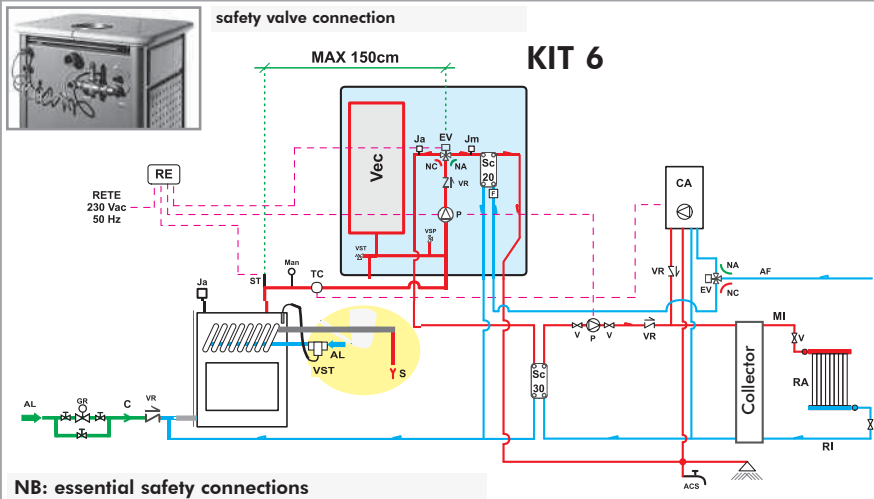 safety valve connection
MAX 150cm
KIT 6
Ja
EV
Jm
NC
NA
Vec
Sc
20
F
VR
P
VSP
VST
RE
RETE
230 Vac
50 Hz
CA
NA
AF
EV
NC
VR
Man
ST
TC
Ja
AL
VST
S
V
P
V
VR
MI
V
Collector
RA
Sc
30
AL
GR
C
VR
RI
ACS
NB: essential safety connections